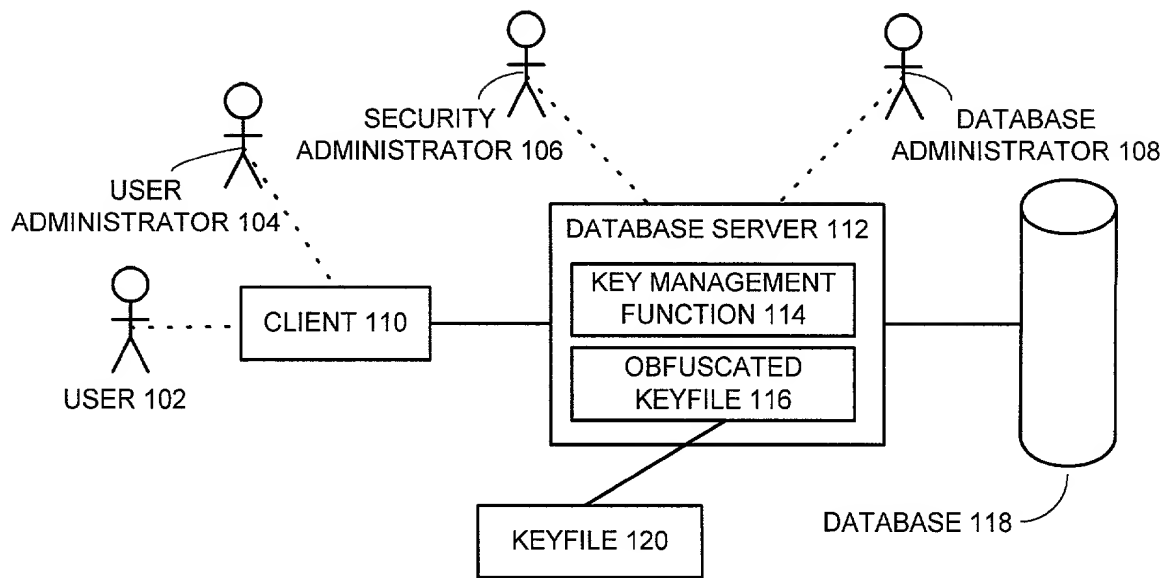 SECURITY
ADMINISTRATOR 106
DATABASE
ADMINISTRATOR 108
USER
ADMINISTRATOR 104
DATABASE SERVER 112
KEY MANAGEMENT
FUNCTION 114
CLIENT 110
OBFUSCATED
KEYFILE 116
USER 102
DATABASE 118
KEYFILE 120